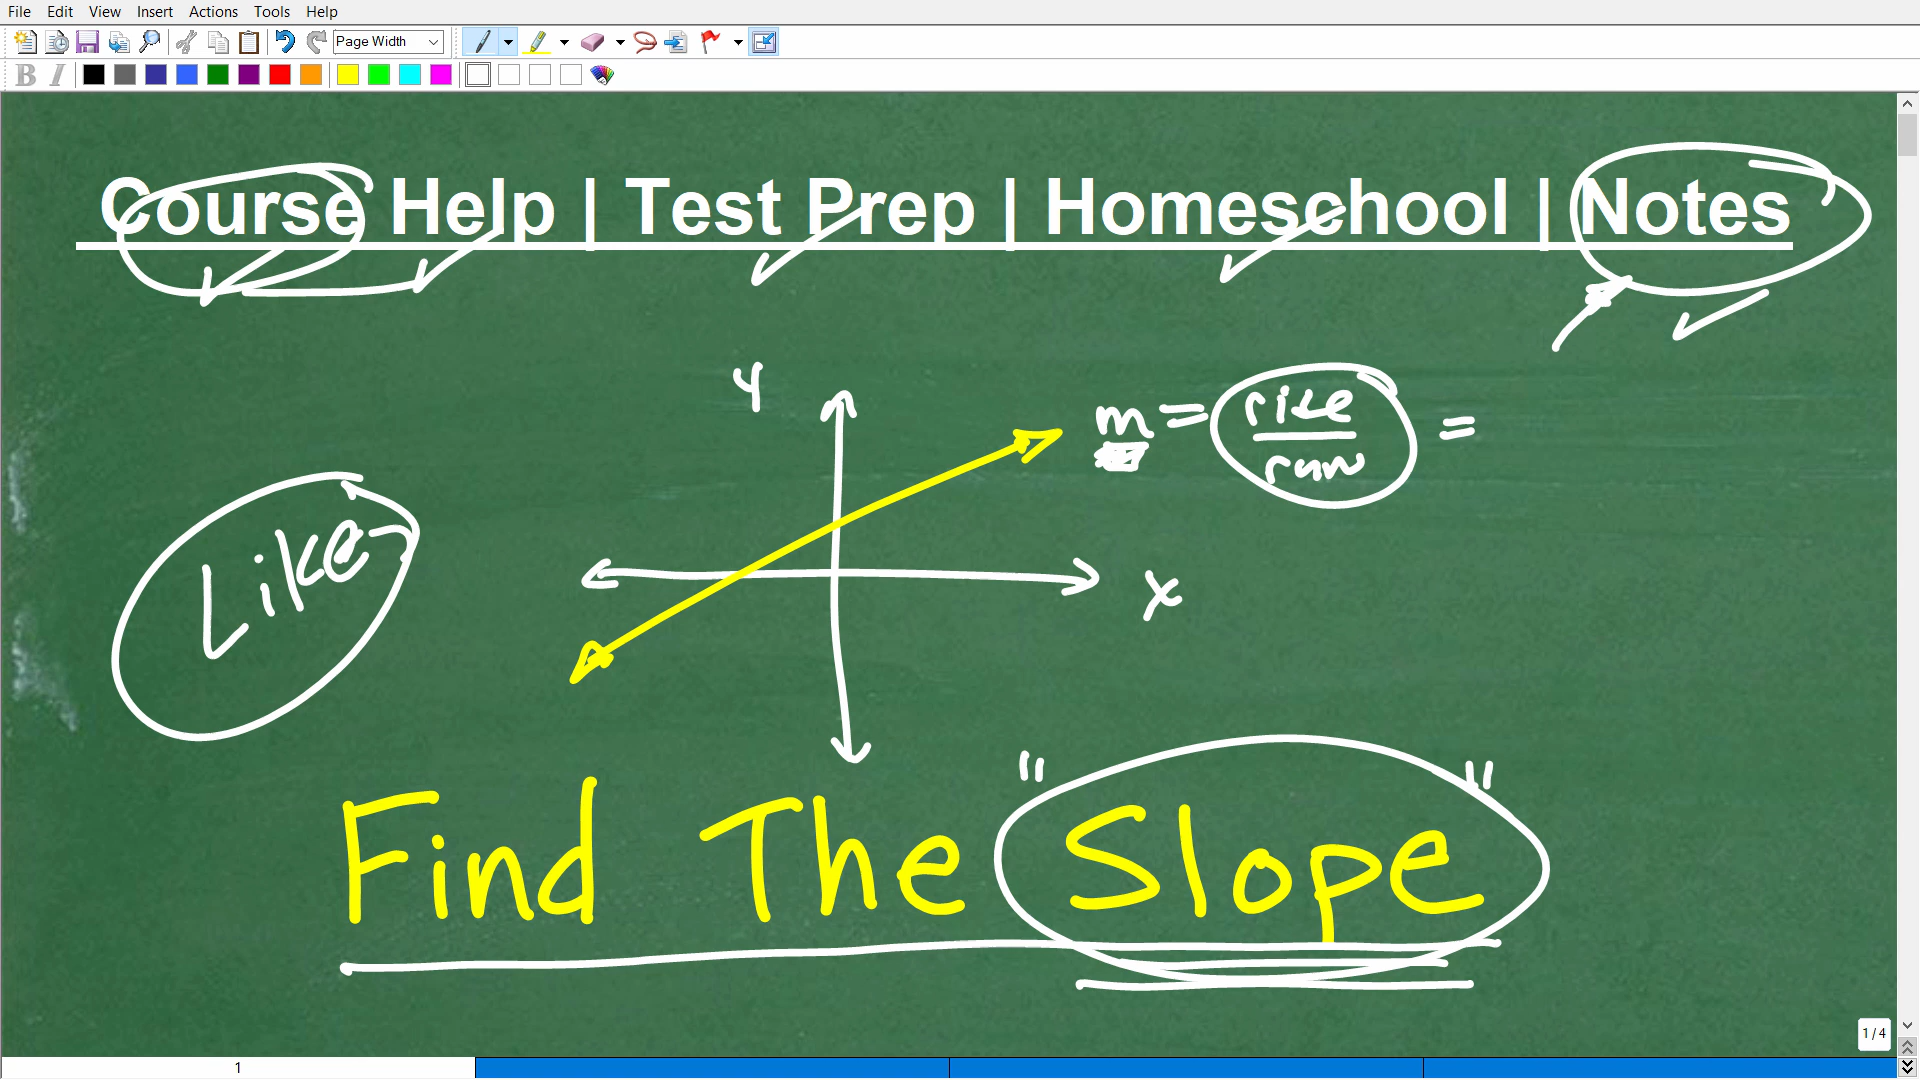 File Edit View Insert Actions Tools Help
Page Width
B I
Course Help | Test Prep | Homeschool | Notes
y
m = rise/run =
Like
x
Find The "Slope"
1 / 4
1